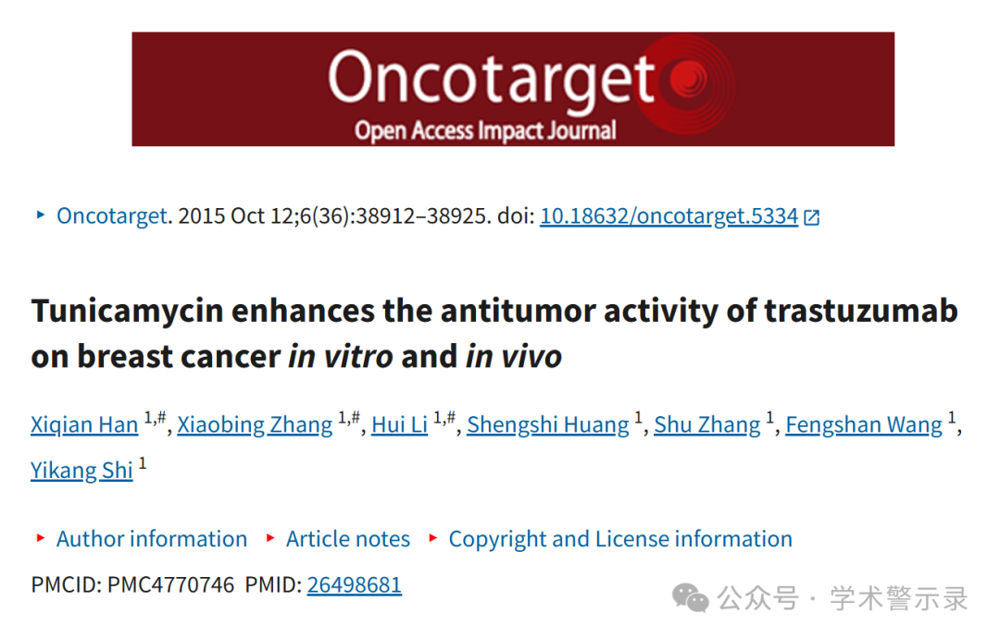 Oncotarget
Open Access Impact Journal
Oncotarget. 2015 Oct 12;6(36):38912–38925. doi: 10.18632/oncotarget.5334
Tunicamycin enhances the antitumor activity of trastuzumab
on breast cancer in vitro and in vivo
Xiqian Han 1,#, Xiaobing Zhang 1,#, Hui Li 1,#, Shengshi Huang 1, Shu Zhang 1, Fengshan Wang 1,
Yikang Shi 1
Author information Article notes Copyright and License information
PMCID: PMC4770746 PMID: 26498681
公众号 · 学术警示录